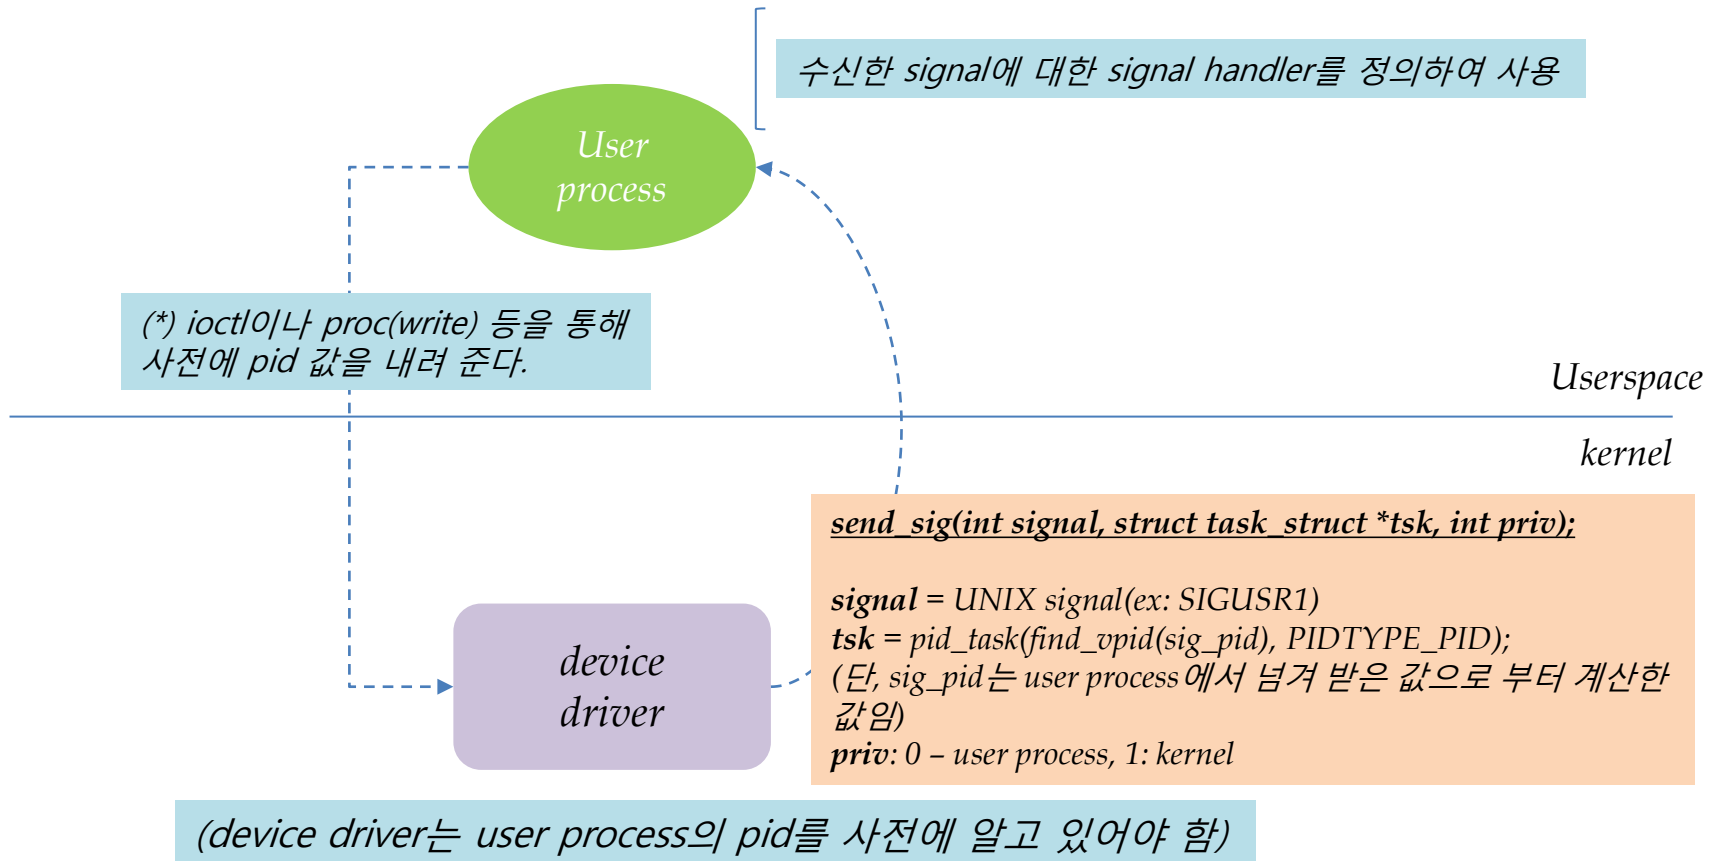 수신한 signal에 대한 signal handler를 정의하여 사용
User
process
(*) ioctl이나 proc(write) 등을 통해
사전에 pid 값을 내려 준다.
Userspace
kernel
send_sig(int signal, struct task_struct *tsk, int priv);
signal = UNIX signal(ex: SIGUSR1)
tsk = pid_task(find_vpid(sig_pid), PIDTYPE_PID);
(단, sig_pid는 user process에서 넘겨 받은 값으로 부터 계산한
값임)
priv: 0 – user process, 1: kernel
device
driver
(device driver는 user process의 pid를 사전에 알고 있어야 함)